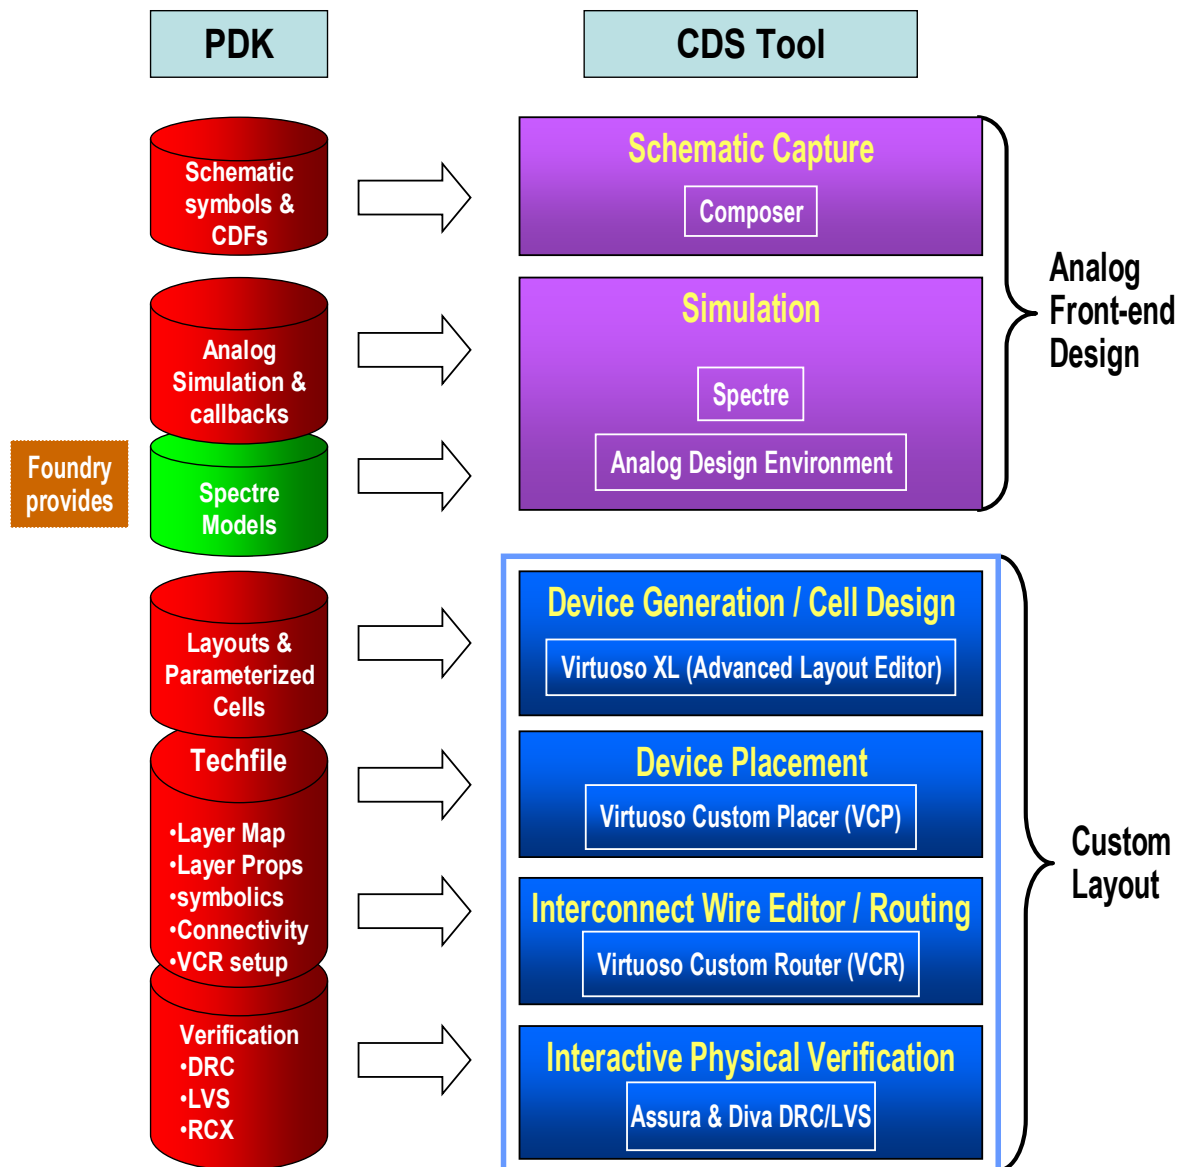 PDK
CDS Tool
Schematic
symbols &
CDFs
Schematic Capture
Composer
Analog
Simulation &
callbacks
Simulation
Spectre
Analog Design Environment
Analog
Front-end
Design
Foundry
provides
Spectre
Models
Layouts &
Parameterized
Cells
Device Generation / Cell Design
Virtuoso XL (Advanced Layout Editor)
Techfile
•Layer Map
•Layer Props
•symbolics
•Connectivity
•VCR setup
Device Placement
Virtuoso Custom Placer (VCP)
Interconnect Wire Editor / Routing
Virtuoso Custom Router (VCR)
Custom
Layout
Verification
•DRC
•LVS
•RCX
Interactive Physical Verification
Assura & Diva DRC/LVS